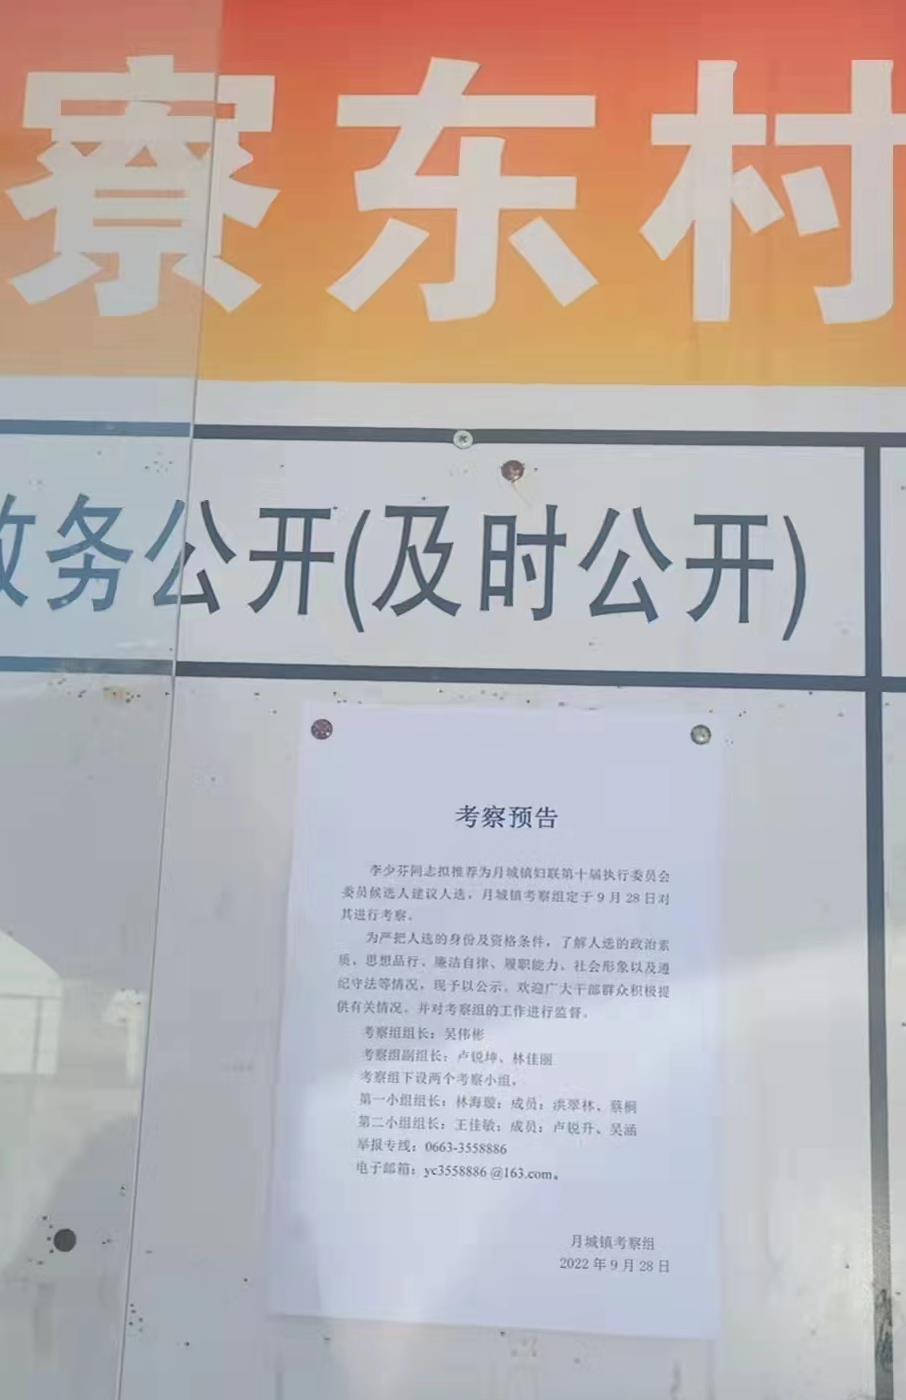 寮东村
政务公开(及时公开)
考察预告
李少芬同志拟推荐为月城镇妇联第十届执行委员会
委员候选人建议人选，月城镇考察组定于9月28日对
其进行考察。
为严把人选的身份及资格条件，了解人选的政治素
质、思想品行、廉洁自律、履职能力、社会形象以及遵
纪守法等情况，现予以公示。欢迎广大干部群众积极提
供有关情况，并对考察组的工作进行监督。
考察组组长：吴伟彬
考察组副组长：卢锐坤、林佳丽
考察组下设两个考察小组。
第一小组组长：林海璇；成员：洪翠林、蔡桐
第二小组组长：王佳敏；成员：卢锐升、吴涵
举报专线：0663-3558886
电子邮箱：yc3558886 @163.com。
月城镇考察组
2022 年 9 月 28 日